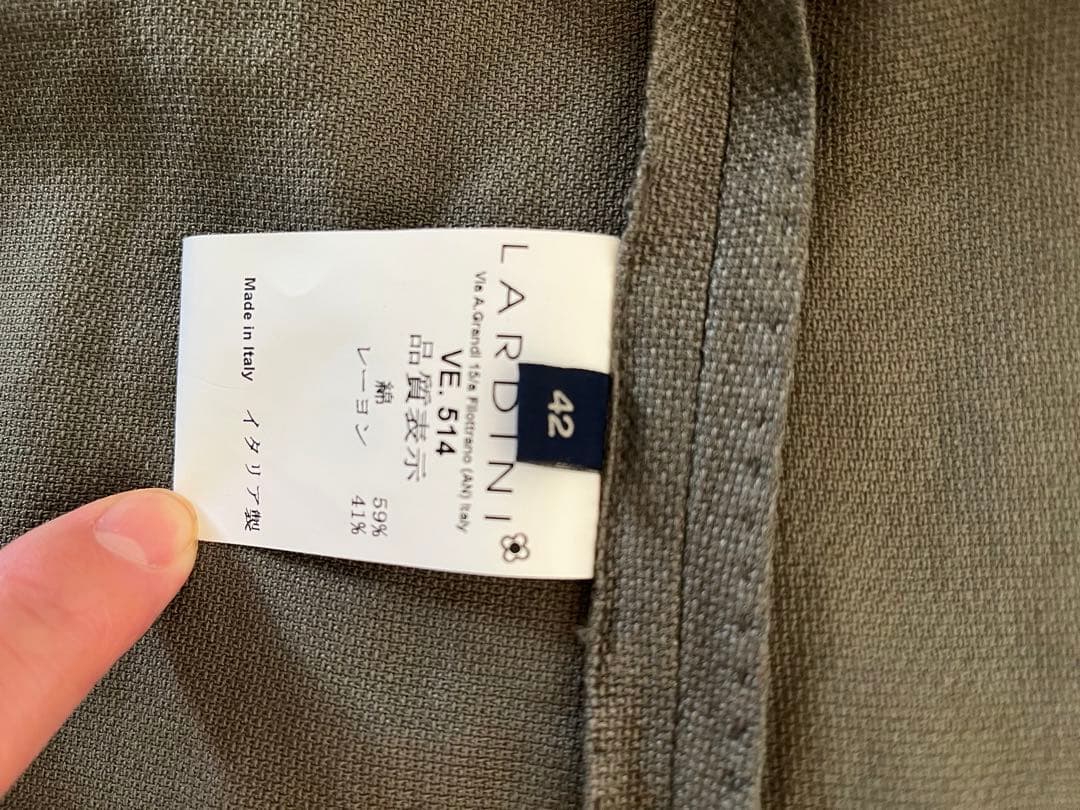 42
LARDINI
Via A.Grandi 15/a Filottrano (AN) Italy
VE. 514
品質表示
綿 59%
レーヨン 41%
Made in Italy イタリア製